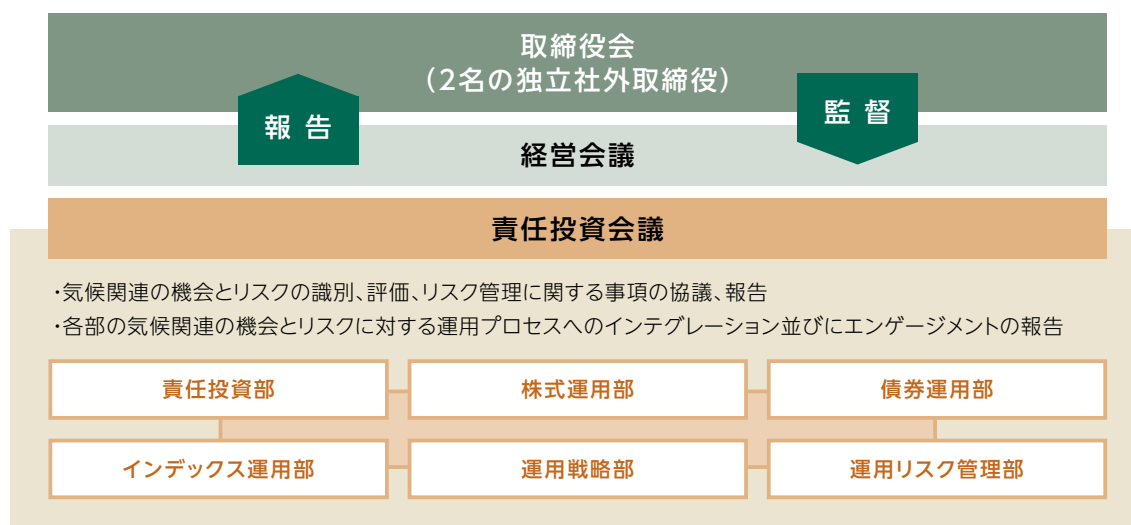 取締役会
（2名の独立社外取締役）
報 告
監 督
経営会議
責任投資会議
・気候関連の機会とリスクの識別、評価、リスク管理に関する事項の協議、報告
・各部の気候関連の機会とリスクに対する運用プロセスへのインテグレーション並びにエンゲージメントの報告
責任投資部
株式運用部
債券運用部
インデックス運用部
運用戦略部
運用リスク管理部